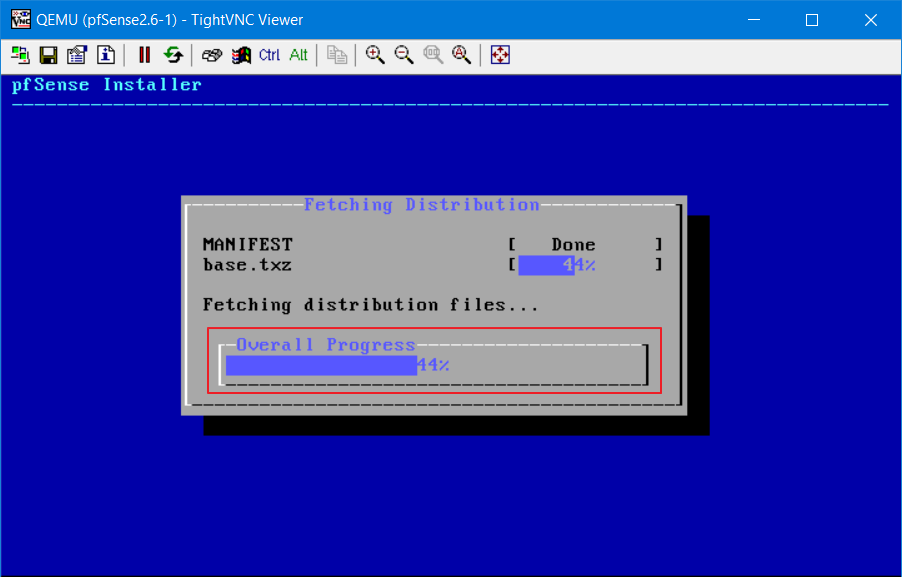 QEMU (pfSense2.6-1) - TightVNC Viewer
Ctrl Alt
pfSense Installer
Fetching Distribution
MANIFEST [ Done ]
base.txz [ 44% ]
Fetching distribution files...
Overall Progress
44%